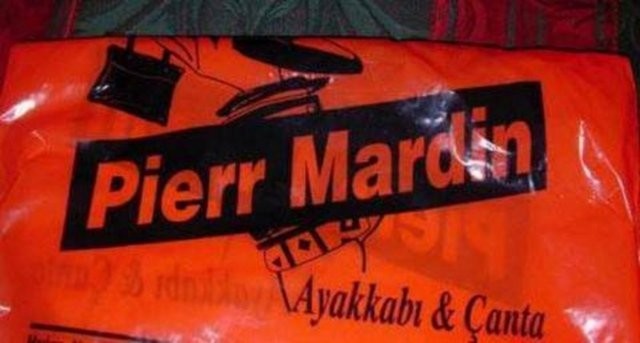 Pierr Mardin
Ayakkabı & Çanta